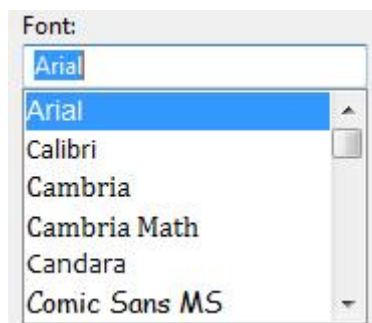 Font:
Arial
Arial
Calibri
Cambria
Cambria Math
Candara
Comic Sans MS